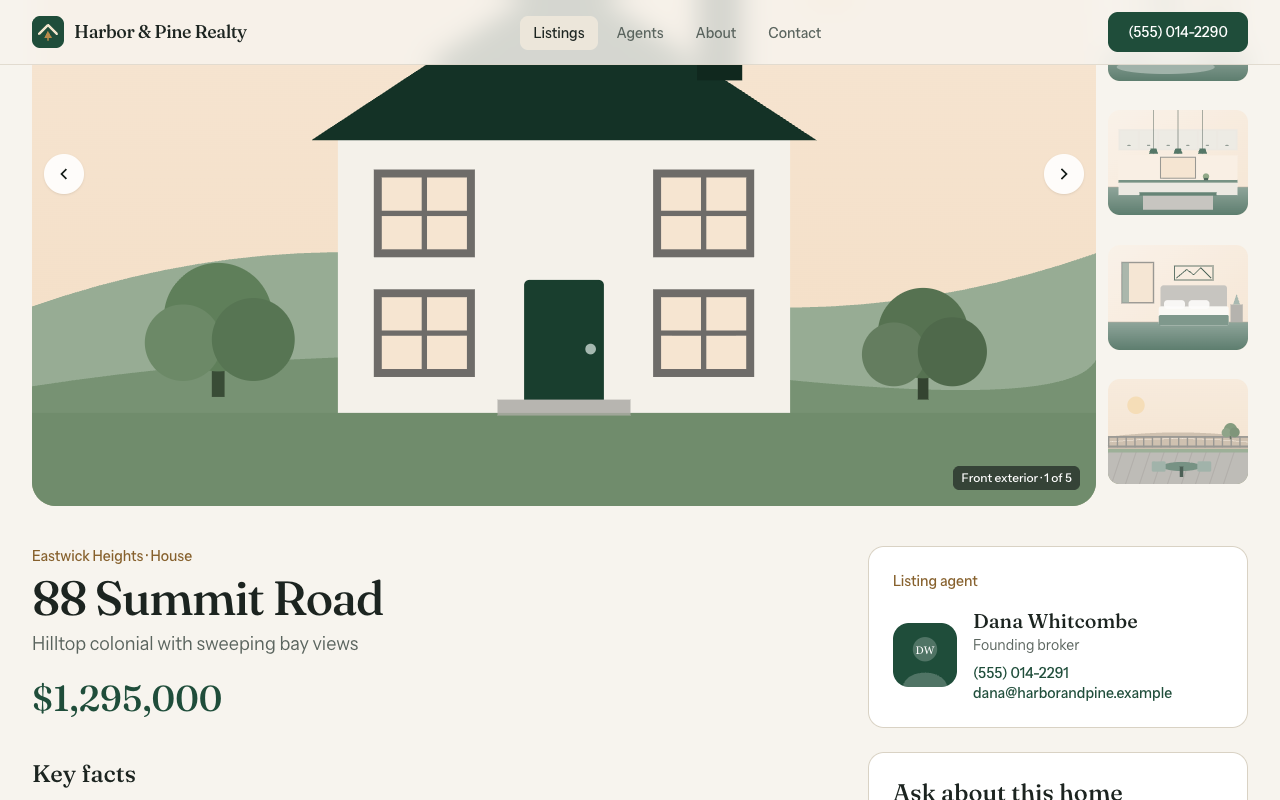 Harbor & Pine Realty
Listings
Agents
About
Contact
(555) 014-2290
Front exterior · 1 of 5
Eastwick Heights · House
88 Summit Road
Hilltop colonial with sweeping bay views
$1,295,000
Key facts
Listing agent
DW
Dana Whitcombe
Founding broker
(555) 014-2291
dana@harborandpine.example
Ask about this home